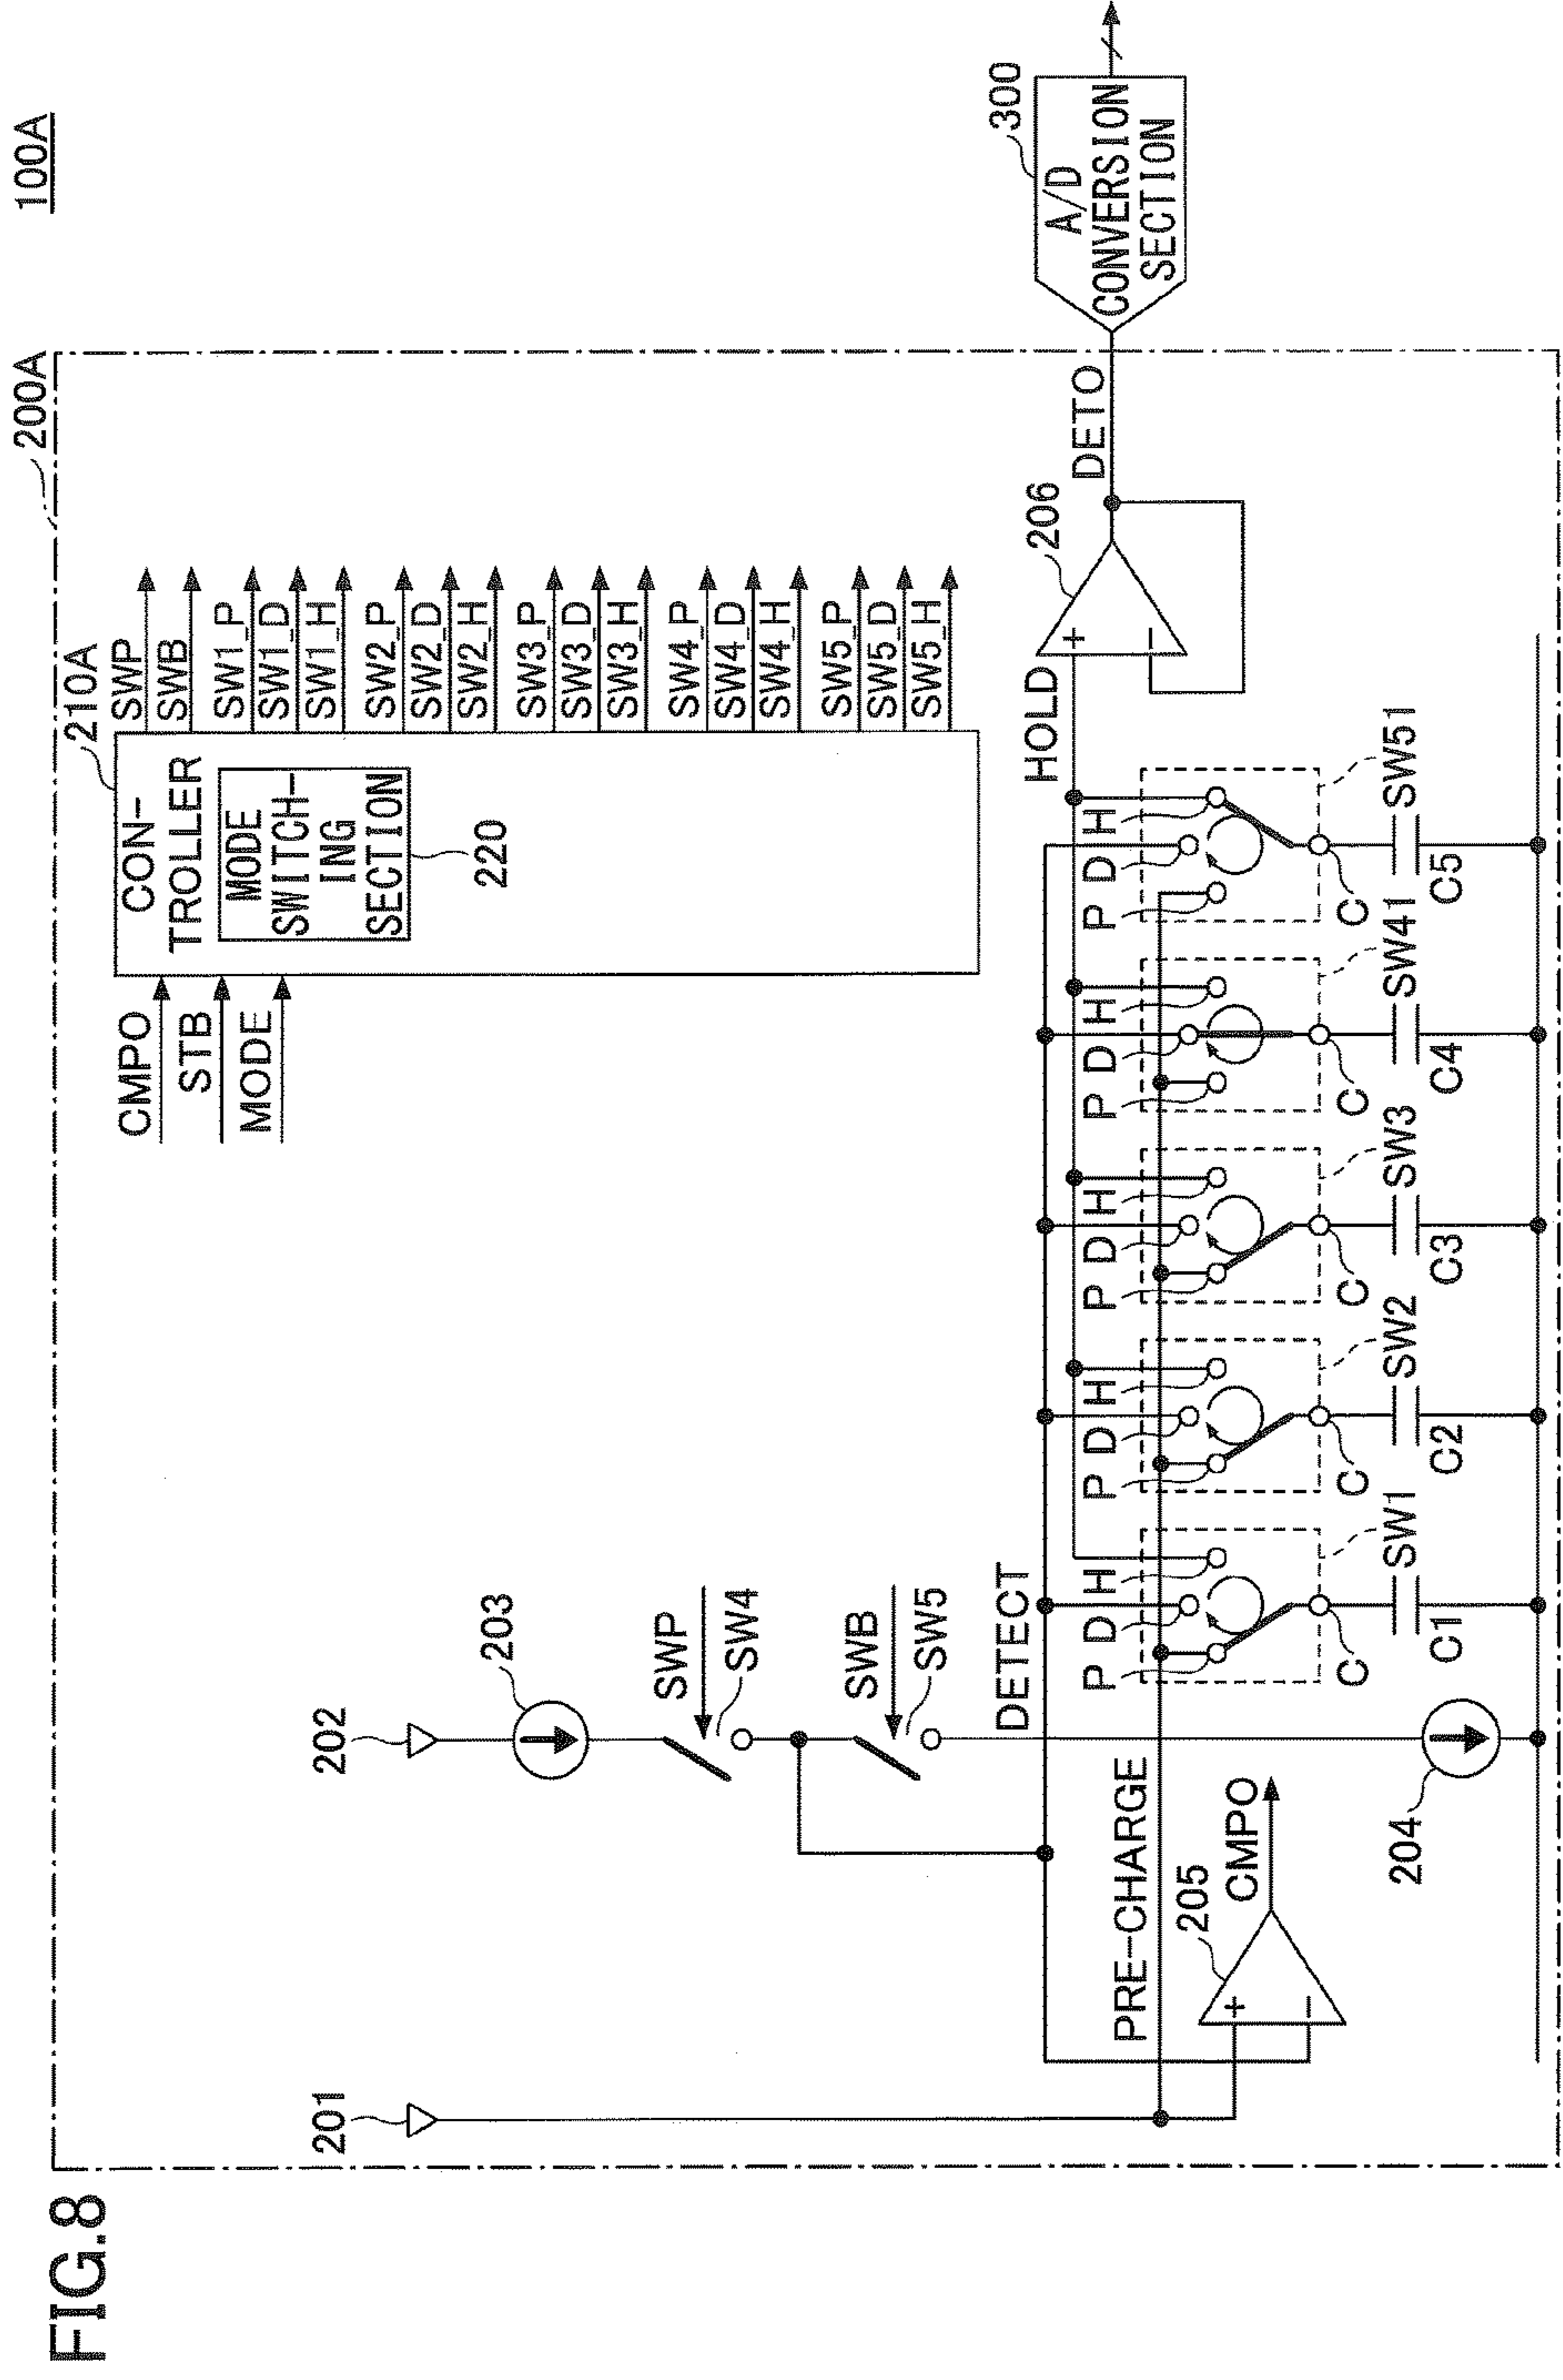 FIG.8
100A
200A
210A
CON-
TROLLER
MODE
SWITCH-
ING
SECTION
220
CMPO
STB
MODE
SWP
SWB
SW1_P
SW1_D
SW1_H
SW2_P
SW2_D
SW2_H
SW3_P
SW3_D
SW3_H
SW4_P
SW4_D
SW4_H
SW5_P
SW5_D
SW5_H
201
202
203
SWP
SW4
SWB
SW5
DETECT
PRE-CHARGE
205
+
−
CMPO
204
P D H
C
SW1
C1
P D H
C
SW2
C2
P D H
C
SW3
C3
P D H
C
SW41
C4
P D H
C
SW51
C5
HOLD
206
+
−
DETO
300
A/D
CONVERSION
SECTION